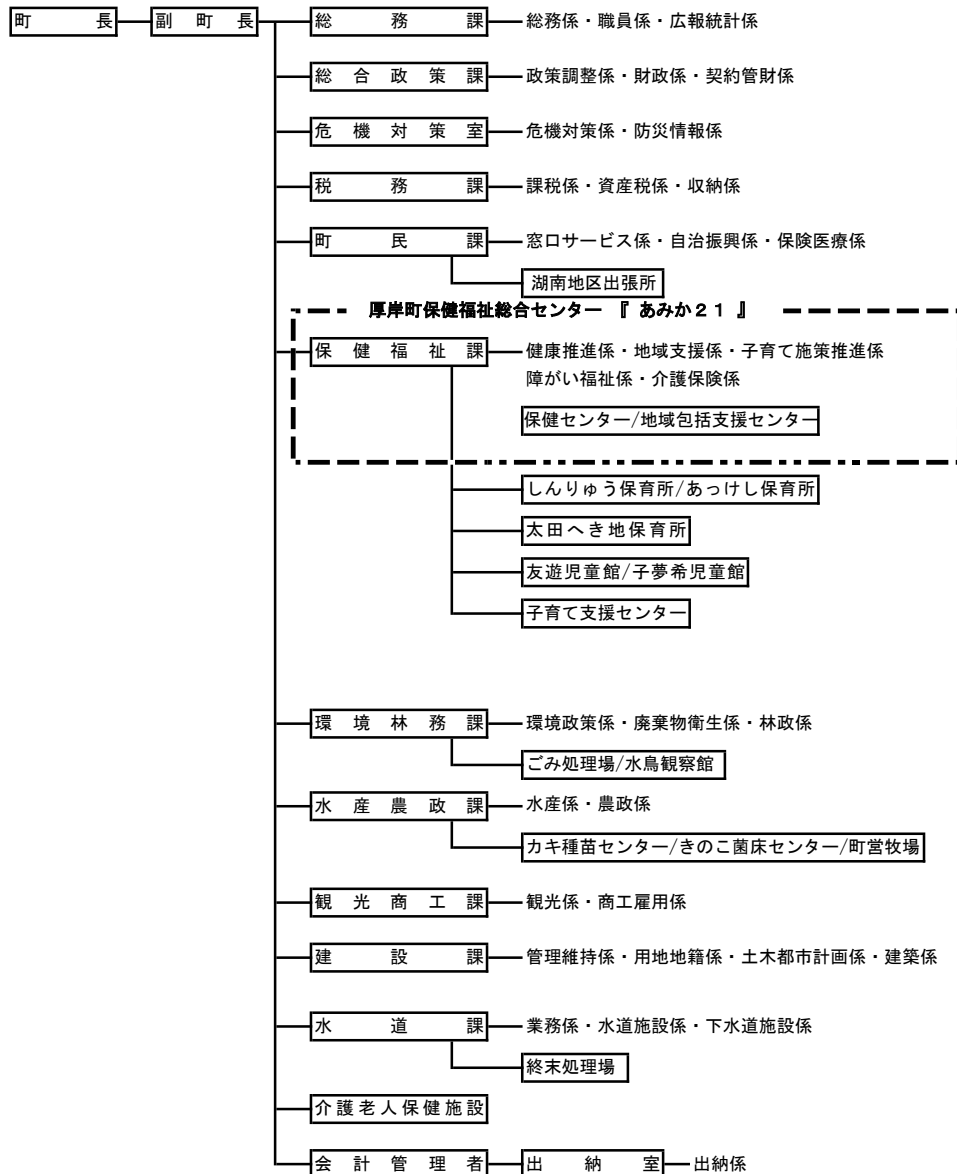 町長 副町長 総務課 総務係・職員係・広報統計係
総合政策課 政策調整係・財政係・契約管財係
危機対策室 危機対策係・防災情報係
税務課 課税係・資産税係・収納係
町民課 窓口サービス係・自治振興係・保険医療係
湖南地区出張所
厚岸町保健福祉総合センター 『 あみか21 』
保健福祉課 健康推進係・地域支援係・子育て施策推進係
障がい福祉係・介護保険係
保健センター/地域包括支援センター
しんりゅう保育所/あっけし保育所
太田へき地保育所
友遊児童館/子夢希児童館
子育て支援センター
環境林務課 環境政策係・廃棄物衛生係・林政係
ごみ処理場/水鳥観察館
水産農政課 水産係・農政係
カキ種苗センター/きのこ菌床センター/町営牧場
観光商工課 観光係・商工雇用係
建設課 管理維持係・用地地籍係・土木都市計画係・建築係
水道課 業務係・水道施設係・下水道施設係
終末処理場
介護老人保健施設
会計管理者 出納室 出納係